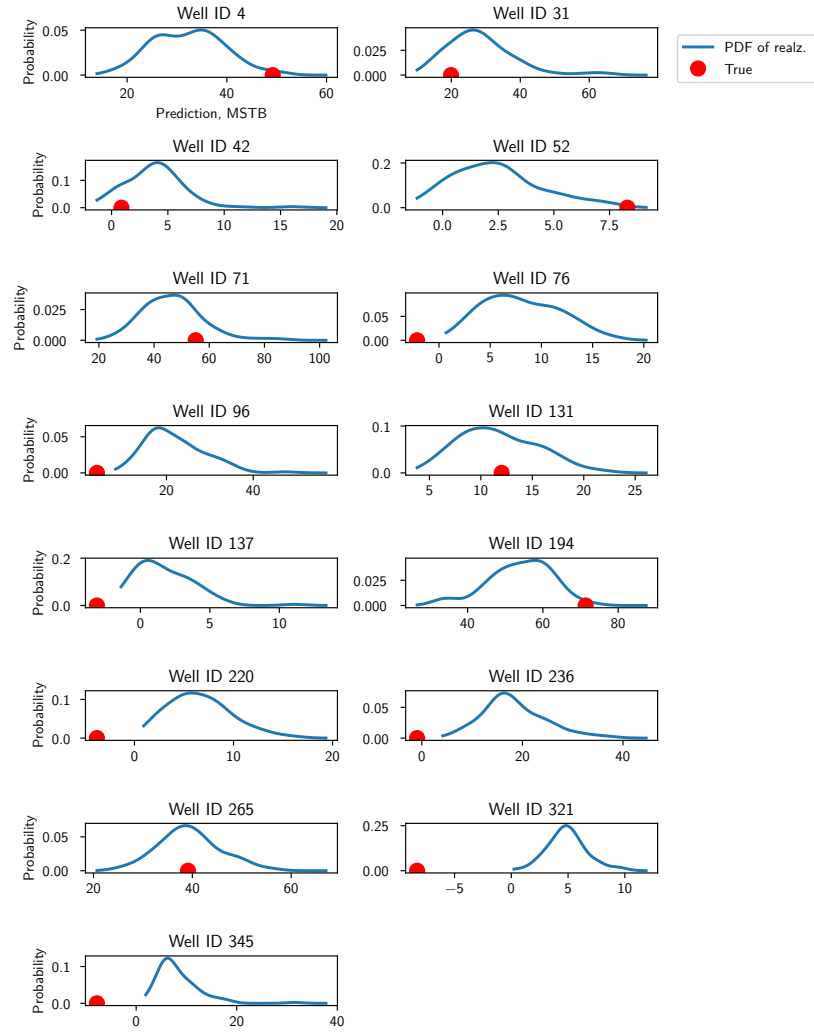 Well ID 4
Well ID 31
PDF of realz.
True
Probability
0.05
0.00
0.025
0.000
20 40 60
20 40 60
Prediction, MSTB
Well ID 42
Well ID 52
Probability
0.1
0.0
0.2
0.0
0 5 10 15 20
0.0 2.5 5.0 7.5
Well ID 71
Well ID 76
Probability
0.025
0.000
0.05
0.00
20 40 60 80 100
0 5 10 15 20
Well ID 96
Well ID 131
Probability
0.05
0.00
0.1
0.0
20 40
5 10 15 20 25
Well ID 137
Well ID 194
Probability
0.2
0.0
0.025
0.000
0 5 10
40 60 80
Well ID 220
Well ID 236
Probability
0.1
0.0
0.05
0.00
0 10 20
0 20 40
Well ID 265
Well ID 321
Probability
0.05
0.00
0.25
0.00
20 40 60
−5 0 5 10
Well ID 345
Probability
0.1
0.0
0 20 40